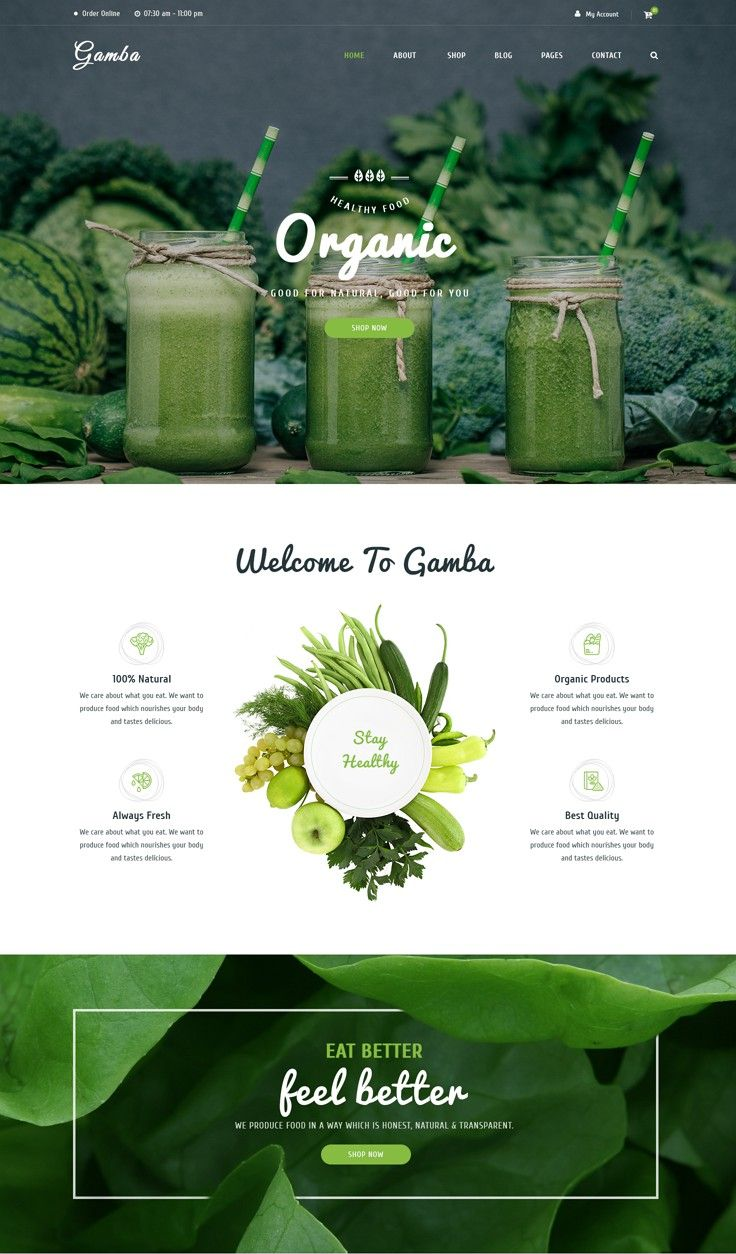 Order Online
07:30 am - 11:00 pm
My Account
Gamba
HOME
ABOUT
SHOP
BLOG
PAGES
CONTACT
HEALTHY FOOD
Organic
GOOD FOR NATURAL, GOOD FOR YOU
SHOP NOW
Welcome To Gamba
100% Natural
We care about what you eat. We want to
produce food which nourishes your body
and tastes delicious.
Organic Products
We care about what you eat. We want to
produce food which nourishes your body
and tastes delicious.
Stay
Healthy
Always Fresh
We care about what you eat. We want to
produce food which nourishes your body
and tastes delicious.
Best Quality
We care about what you eat. We want to
produce food which nourishes your body
and tastes delicious.
EAT BETTER
feel better
WE PRODUCE FOOD IN A WAY WHICH IS HONEST, NATURAL & TRANSPARENT.
SHOP NOW